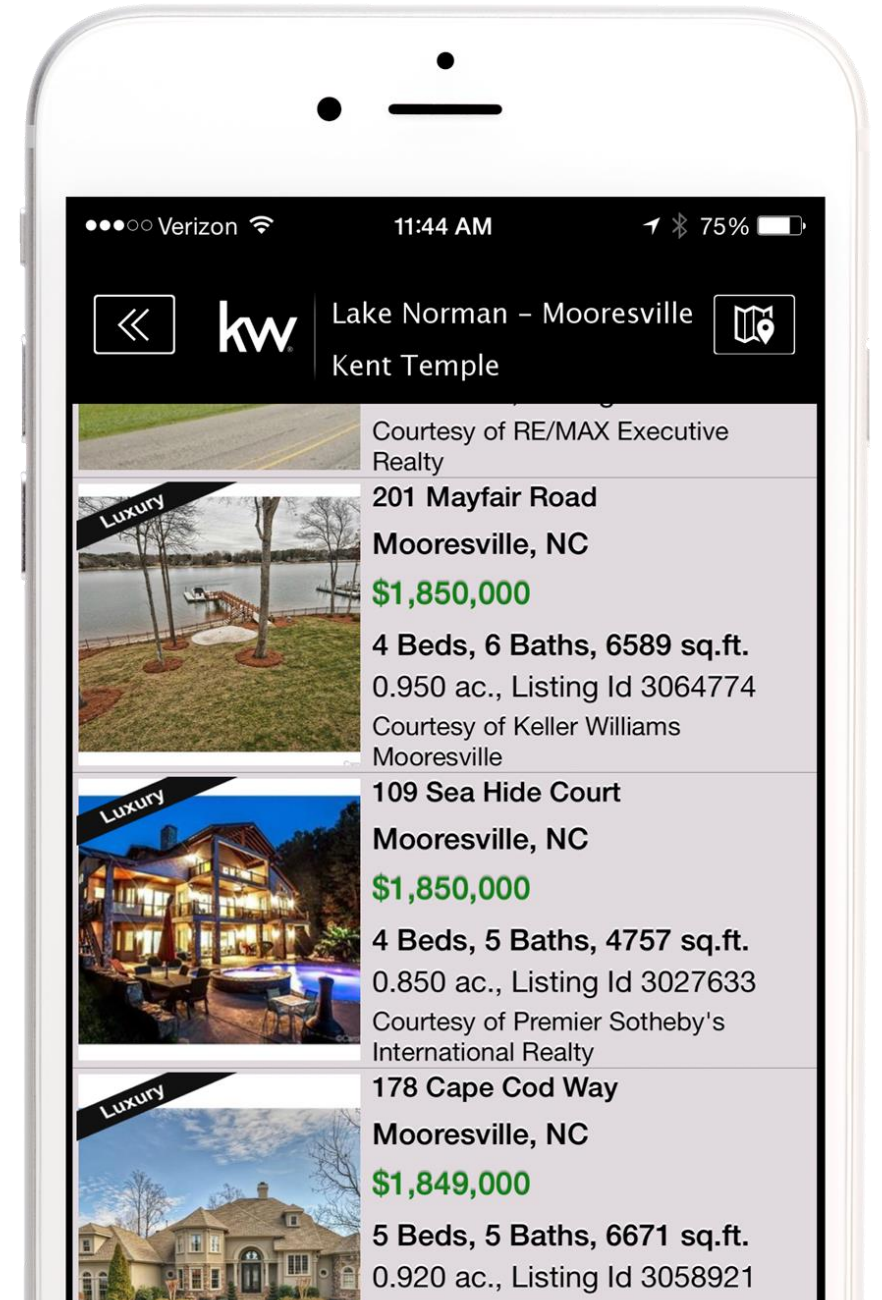 Verizon 11:44 AM 75%
kw Lake Norman – Mooresville
Kent Temple
Courtesy of RE/MAX Executive
Realty
Luxury
201 Mayfair Road
Mooresville, NC
$1,850,000
4 Beds, 6 Baths, 6589 sq.ft.
0.950 ac., Listing Id 3064774
Courtesy of Keller Williams
Mooresville
Luxury
109 Sea Hide Court
Mooresville, NC
$1,850,000
4 Beds, 5 Baths, 4757 sq.ft.
0.850 ac., Listing Id 3027633
Courtesy of Premier Sotheby's
International Realty
Luxury
178 Cape Cod Way
Mooresville, NC
$1,849,000
5 Beds, 5 Baths, 6671 sq.ft.
0.920 ac., Listing Id 3058921